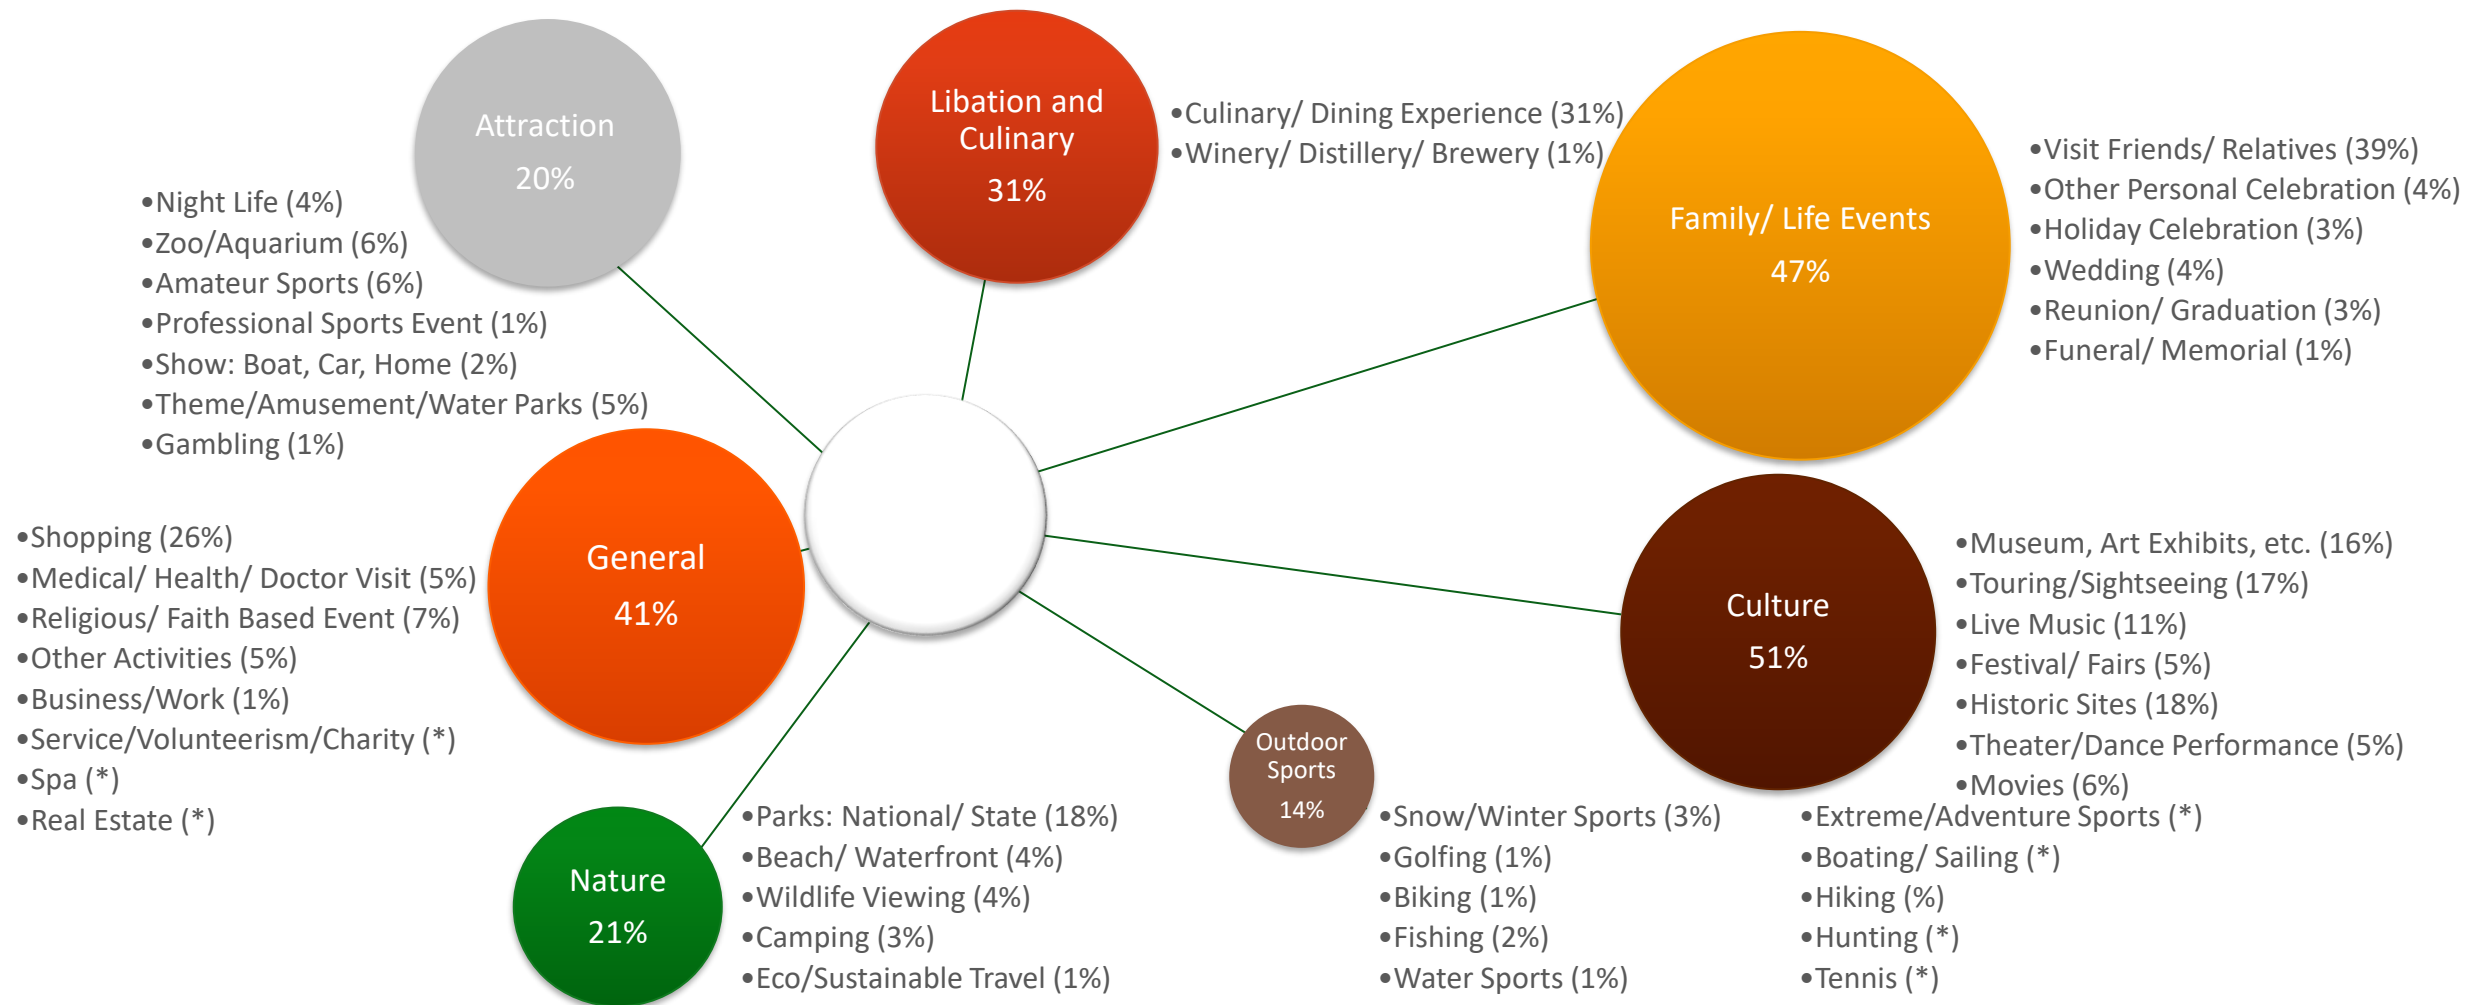 Attraction
20%
•Night Life (4%)
•Zoo/Aquarium (6%)
•Amateur Sports (6%)
•Professional Sports Event (1%)
•Show: Boat, Car, Home (2%)
•Theme/Amusement/Water Parks (5%)
•Gambling (1%)
Libation and
Culinary
31%
•Culinary/ Dining Experience (31%)
•Winery/ Distillery/ Brewery (1%)
Family/ Life Events
47%
•Visit Friends/ Relatives (39%)
•Other Personal Celebration (4%)
•Holiday Celebration (3%)
•Wedding (4%)
•Reunion/ Graduation (3%)
•Funeral/ Memorial (1%)
General
41%
•Shopping (26%)
•Medical/ Health/ Doctor Visit (5%)
•Religious/ Faith Based Event (7%)
•Other Activities (5%)
•Business/Work (1%)
•Service/Volunteerism/Charity (*)
•Spa (*)
•Real Estate (*)
Culture
51%
•Museum, Art Exhibits, etc. (16%)
•Touring/Sightseeing (17%)
•Live Music (11%)
•Festival/ Fairs (5%)
•Historic Sites (18%)
•Theater/Dance Performance (5%)
•Movies (6%)
Nature
21%
•Parks: National/ State (18%)
•Beach/ Waterfront (4%)
•Wildlife Viewing (4%)
•Camping (3%)
•Eco/Sustainable Travel (1%)
Outdoor
Sports
14%
•Snow/Winter Sports (3%)
•Golfing (1%)
•Biking (1%)
•Fishing (2%)
•Water Sports (1%)
•Extreme/Adventure Sports (*)
•Boating/ Sailing (*)
•Hiking (%)
•Hunting (*)
•Tennis (*)